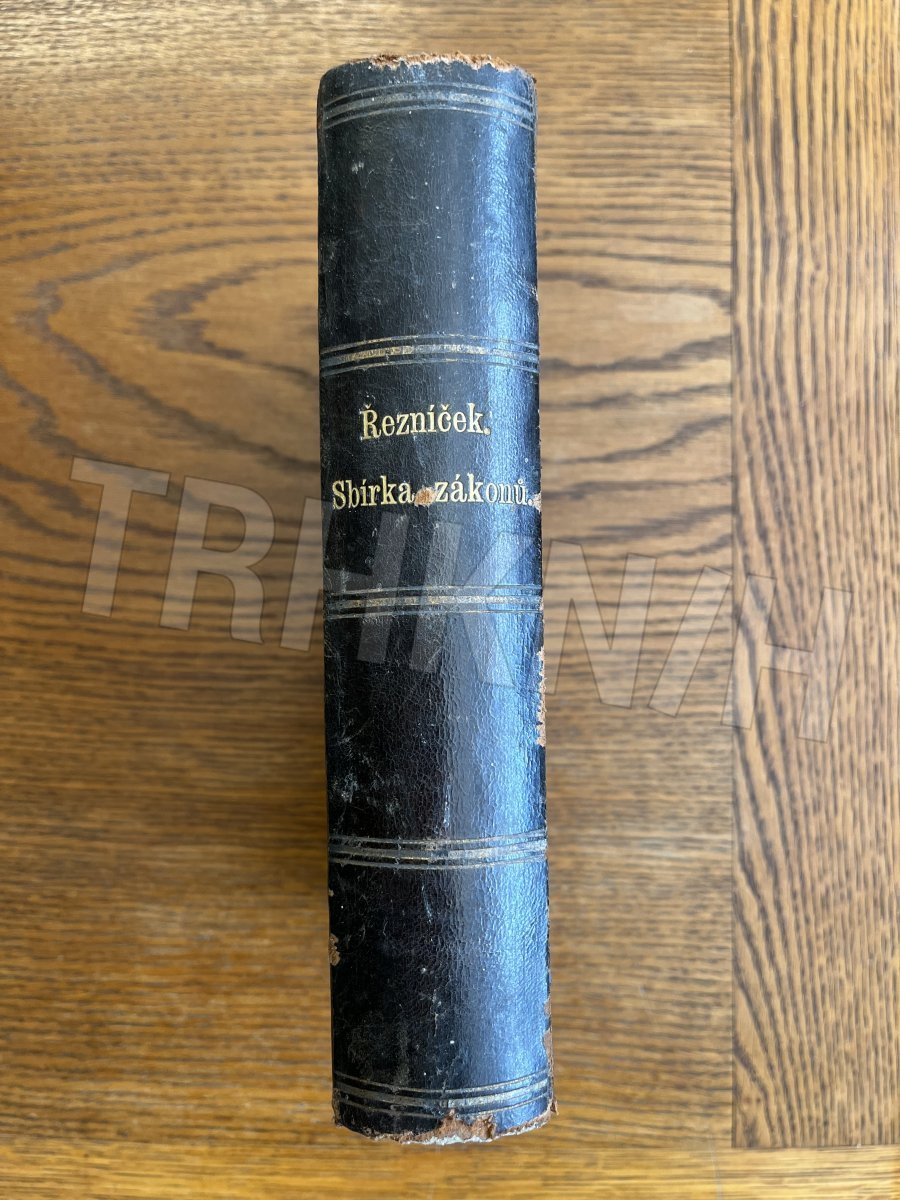 Řezníček.
Sbírka zákonů.
TRHKNIH